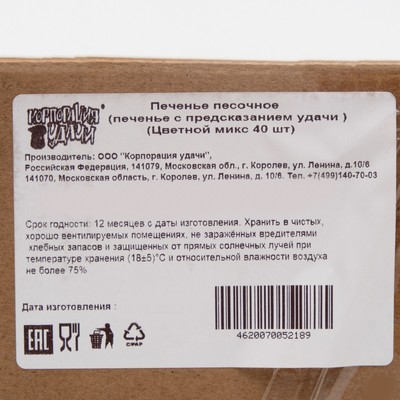 КОРПОРАЦИЯ
УДАЧИ
Печенье песочное
(печенье с предсказанием удачи )
(Цветной микс 40 шт)
Производитель: ООО "Корпорация удачи",
Российская Федерация, 141079, Московская обл., г. Королев, ул. Ленина, д.10/6
141070, Московская область, г. Королев, ул. Ленина, д. 10/6. Тел. +7(499)140-70-03
Срок годности: 12 месяцев с даты изготовления. Хранить в чистых,
хорошо вентилируемых помещениях, не заражённых вредителями
хлебных запасов и защищенных от прямых солнечных лучей при
температуре хранения (18±5)°С и относительной влажности воздуха
не более 75%
Дата изготовления :
EAC
4620070052189